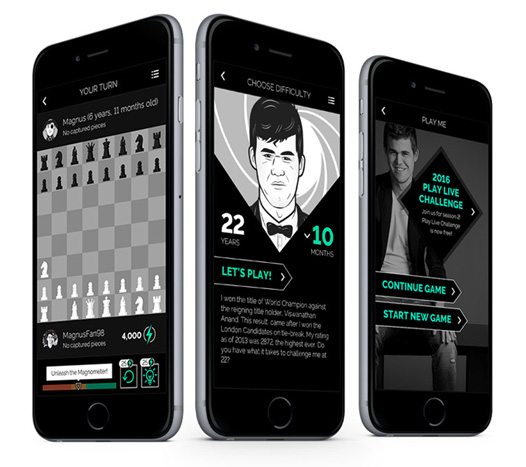 YOUR TURN
Magnus (6 years, 11 months old)
No captured pieces
MagnusFan98
No captured pieces
4,000
Unleash the Magnometer!
25
25
CHOOSE DIFFICULTY
22
YEARS
10
MONTHS
LET'S PLAY!
I won the title of World Champion against
the reigning title holder, Viswanathan
Anand. This result came after I won the
London Candidates on tie-break. My rating
as of 2013 was 2872, the highest ever. Do
you have what it takes to challenge me at
22?
PLAY ME
2016
PLAY LIVE
CHALLENGE
Join us for season 2!
Play Live Challenge
is now free!
CONTINUE GAME
START NEW GAME